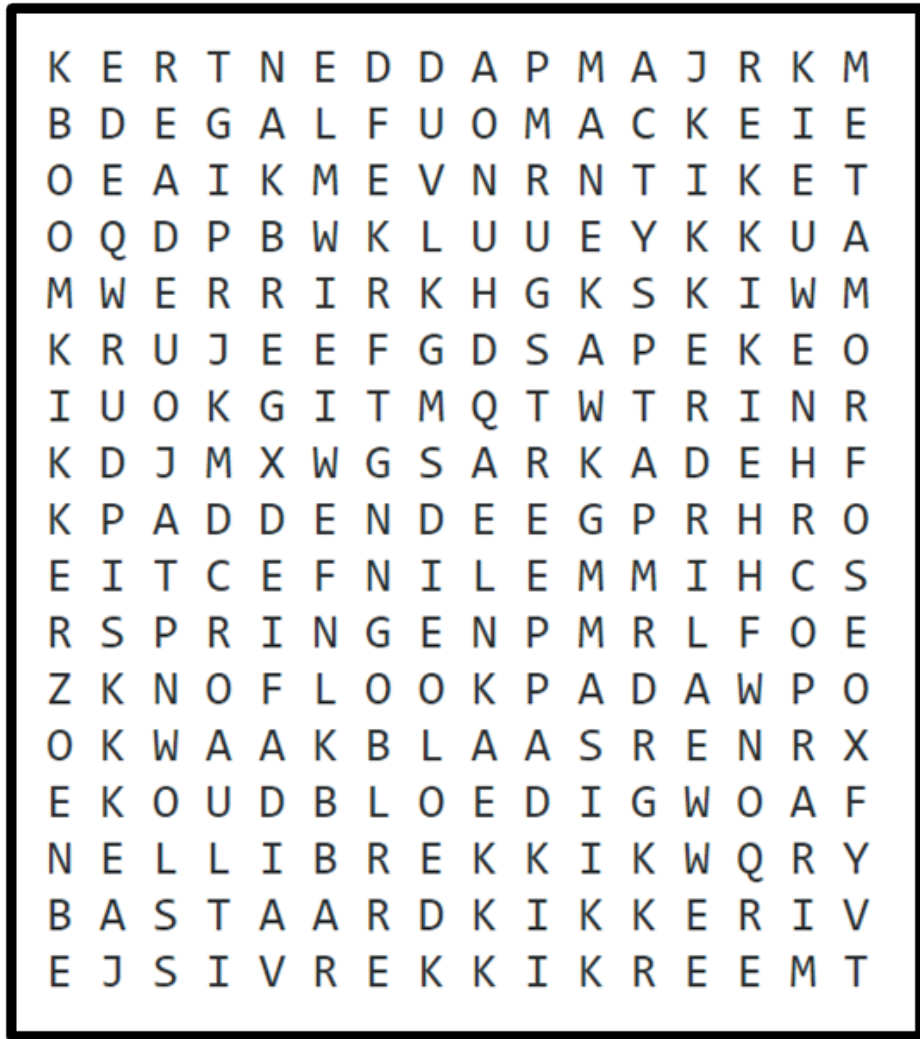 K E R T N E D D A P M A J R K M
B D E G A L F U O M A C K E I E
O E A I K M E V N R N T I K E T
O Q D P B W K L U U E Y K K U A
M W E R R I R K H G K S K I W M
K R U J E E F G D S A P E K E O
I U O K G I T M Q T W T R I N R
K D J M X W G S A R K A D E H F
K P A D D E N D E E G P R H R O
E I T C E F N I L E M M I H C S
R S P R I N G E N P M R L F O E
Z K N O F L O O K P A D A W P O
O K W A A K B L A A S R E N R X
E K O U D B L O E D I G W O A F
N E L L I B R E K K I K W Q R Y
B A S T A A R D K I K K E R I V
E J S I V R E K K I K R E E M T